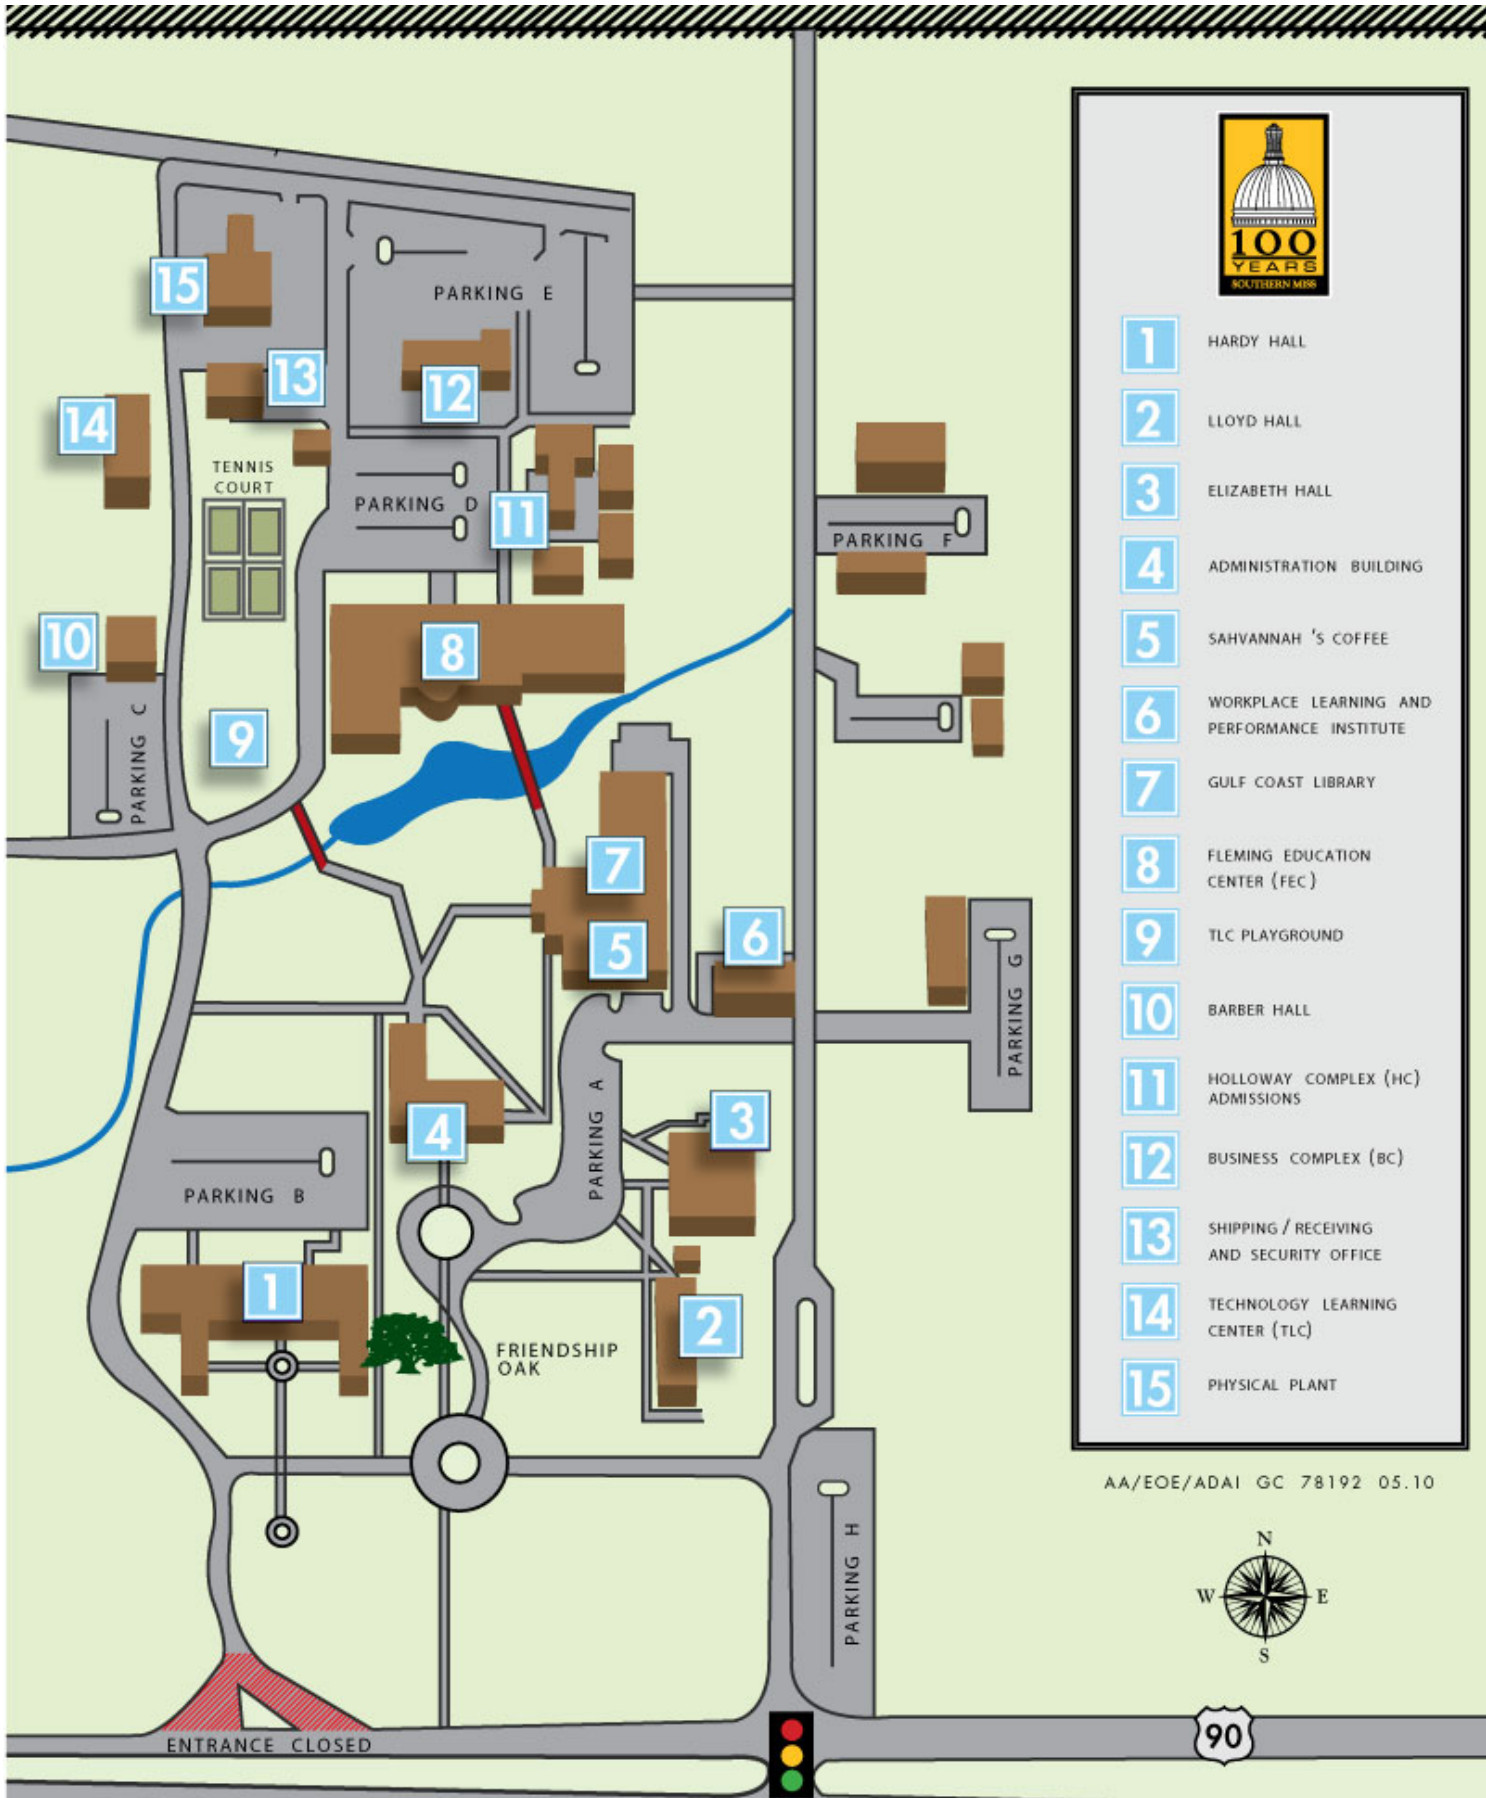 100
YEARS
SOUTHERN MISS
1 HARDY HALL
2 LLOYD HALL
3 ELIZABETH HALL
4 ADMINISTRATION BUILDING
5 SAHVANNAH 'S COFFEE
6 WORKPLACE LEARNING AND
PERFORMANCE INSTITUTE
7 GULF COAST LIBRARY
8 FLEMING EDUCATION
CENTER (FEC)
9 TLC PLAYGROUND
10 BARBER HALL
11 HOLLOWAY COMPLEX (HC)
ADMISSIONS
12 BUSINESS COMPLEX (BC)
13 SHIPPING / RECEIVING
AND SECURITY OFFICE
14 TECHNOLOGY LEARNING
CENTER (TLC)
15 PHYSICAL PLANT
AA/EOE/ADAI GC 78192 05.10
N
W
E
S
90
15
PARKING E
13
12
14
TENNIS
COURT
PARKING D
11
PARKING F
10
8
PARKING C
9
7
5
6
PARKING G
PARKING A
4
3
PARKING B
1
2
FRIENDSHIP
OAK
PARKING H
ENTRANCE CLOSED